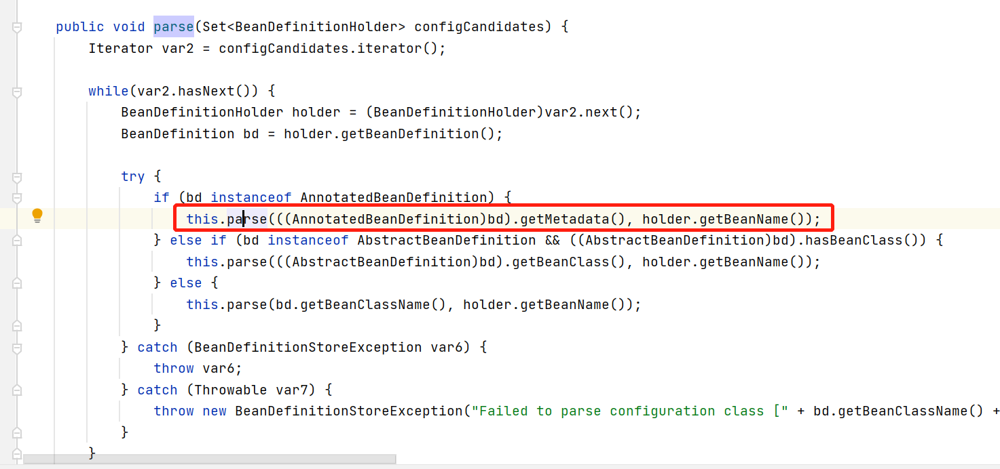 public void parse(Set<BeanDefinitionHolder> configCandidates) {
Iterator var2 = configCandidates.iterator();
while(var2.hasNext()) {
BeanDefinitionHolder holder = (BeanDefinitionHolder)var2.next();
BeanDefinition bd = holder.getBeanDefinition();
try {
if (bd instanceof AnnotatedBeanDefinition) {
this.parse(((AnnotatedBeanDefinition)bd).getMetadata(), holder.getBeanName());
} else if (bd instanceof AbstractBeanDefinition && ((AbstractBeanDefinition)bd).hasBeanClass()) {
this.parse(((AbstractBeanDefinition)bd).getBeanClass(), holder.getBeanName());
} else {
this.parse(bd.getBeanClassName(), holder.getBeanName());
}
} catch (BeanDefinitionStoreException var6) {
throw var6;
} catch (Throwable var7) {
throw new BeanDefinitionStoreException("Failed to parse configuration class [" + bd.getBeanClassName() +
}
}